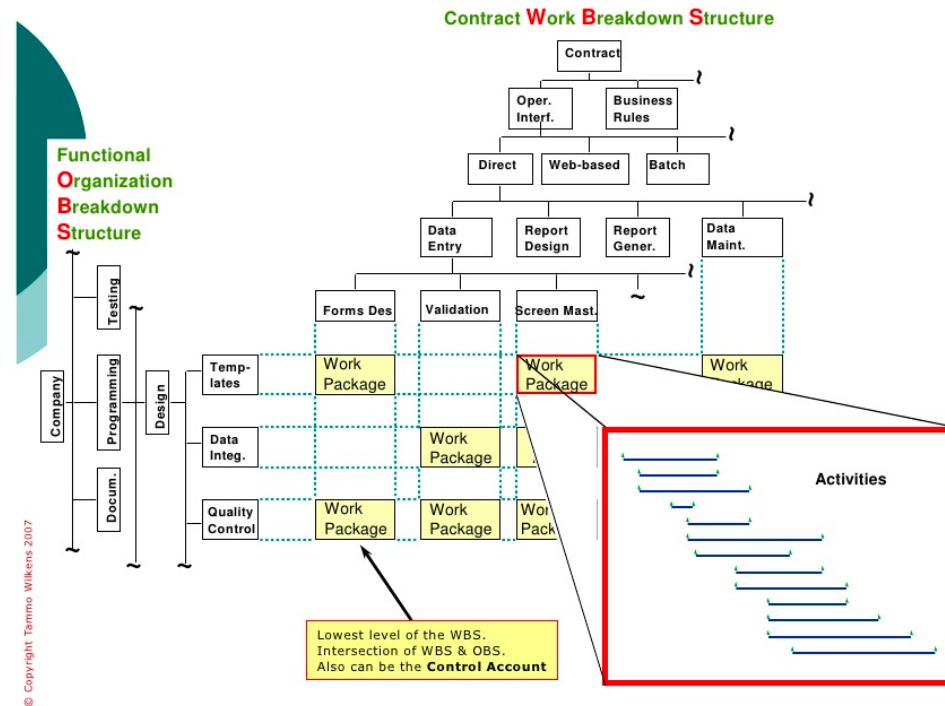 Contract Work Breakdown Structure
Contract
Oper.
Interf.
Business
Rules
Direct
Web-based
Batch
Functional
Organization
Breakdown
Structure
Data
Entry
Report
Design
Report
Gener.
Data
Maint.
Forms Des
Validation
Screen Mast.
Company
Testing
Programming
Docum.
Design
Temp-
lates
Work
Package
Work
Package
Work
Package
Data
Integ.
Work
Package
Quality
Control
Work
Package
Work
Package
Activities
Lowest level of the WBS.
Intersection of WBS & OBS.
Also can be the Control Account
© Copyright Tammo Wilkens 2007